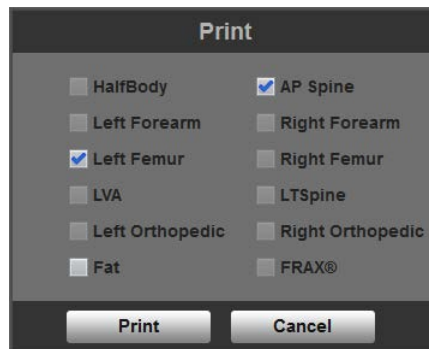 Print
HalfBody AP Spine
Left Forearm Right Forearm
Left Femur Right Femur
LVA LTSpine
Left Orthopedic Right Orthopedic
Fat FRAX®
Print Cancel